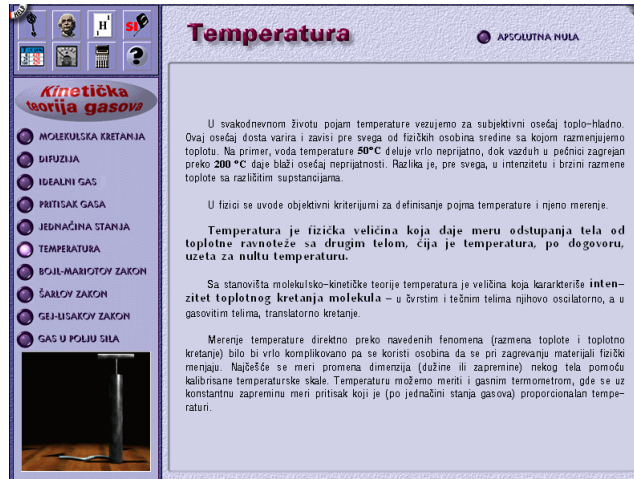 H
SI
?
Temperatura
APSOLUTNA NULA
Kinetička
teorija gasova
MOLEKULSKA KRETANJA
DIFUZIJA
IDEALNI GAS
PRITISAK GASA
JEDNAČINA STANJA
TEMPERATURA
BOJL-MARIOTOV ZAKON
ŠARLOV ZAKON
GEJ-LISAKOV ZAKON
GAS U POLJU SILA
U svakodnevnom životu pojam temperature vezujemo za subjektivni osećaj toplo-hladno.
Ovaj osećaj dosta varira i zavisi pre svega od fizičkih osobina sredine sa kojom razmenjujemo
toplotu. Na primer, voda temperature 50°C deluje vrlo neprijatno, dok vazduh u pećnici zagrejan
preko 200 °C daje blaži osećaj neprijatnosti. Razlika je, pre svega, u intenzitetu i brzini razmene
toplote sa različitim supstancijama.
U fizici se uvode objektivni kriterijumi za definisanje pojma temperature i njeno merenje.
Temperatura je fizička veličina koja daje meru odstupanja tela od
toplotne ravnoteže sa drugim telom, čija je temperatura, po dogovoru,
uzeta za nultu temperaturu.
Sa stanovišta molekulsko-kinetičke teorije temperatura je veličina koja kararkteriše inten-
zitet toplotnog kretanja molekula - u čvrstim i tečnim telima njihovo oscilatorno, a u
gasovitim telima, translatorno kretanje.
Merenje temperature direktno preko navedenih fenomena (razmena toplote i toplotno
kretanje) bilo bi vrlo komplikovano pa se koristi osobina da se pri zagrevanju materijali fizički
menjaju. Najčešće se meri promena dimenzija (dužine ili zapremine) nekog tela pomoću
kalibrisane temperaturske skale. Temperaturu možemo meriti i gasnim termometrom, gde se uz
konstantnu zapreminu meri pritisak koji je (po jednačini stanja gasova) proporcionalan tempe-
raturi.